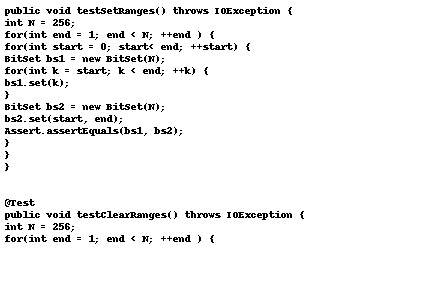 public void testSetRanges() throws IOException {
int N = 256;
for(int end = 1; end < N; ++end ) {
for(int start = 0; start< end; ++start) {
BitSet bs1 = new BitSet(N);
for(int k = start; k < end; ++k) {
bs1.set(k);
}
BitSet bs2 = new BitSet(N);
bs2.set(start, end);
Assert.assertEquals(bs1, bs2);
}
}
}
@Test
public void testClearRanges() throws IOException {
int N = 256;
for(int end = 1; end < N; ++end ) {